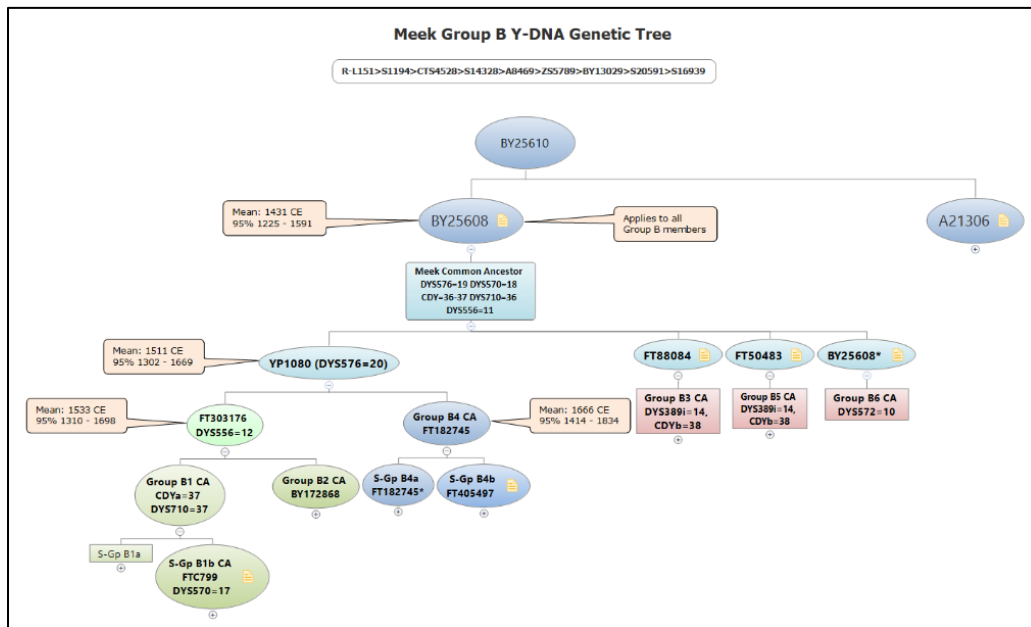 Meek Group B Y-DNA Genetic Tree
R-L151>S1194>CTS4528>S14328>A8469>ZS5789>BY13029>S20591>S16939
BY25610
Mean: 1431 CE
95% 1225 - 1591
BY25608
Applies to all
Group B members
A21306
Meek Common Ancestor
DYS576=19 DYS570=18
CDY=36-37 DYS710=36
DYS556=11
Mean: 1511 CE
95% 1302 - 1669
YP1080 (DYS576=20)
FT88084
FT50483
BY25608*
Group B3 CA
DYS389i=14,
CDYb=38
Group B5 CA
DYS389i=14,
CDYb=38
Group B6 CA
DYS572=10
Mean: 1533 CE
95% 1310 - 1698
FT303176
DYS556=12
Group B4 CA
FT182745
Mean: 1666 CE
95% 1414 - 1834
Group B1 CA
CDYa=37
DYS710=37
Group B2 CA
BY172868
S-Gp B4a
FT182745*
S-Gp B4b
FT405497
S-Gp B1a
S-Gp B1b CA
FTC799
DYS570=17